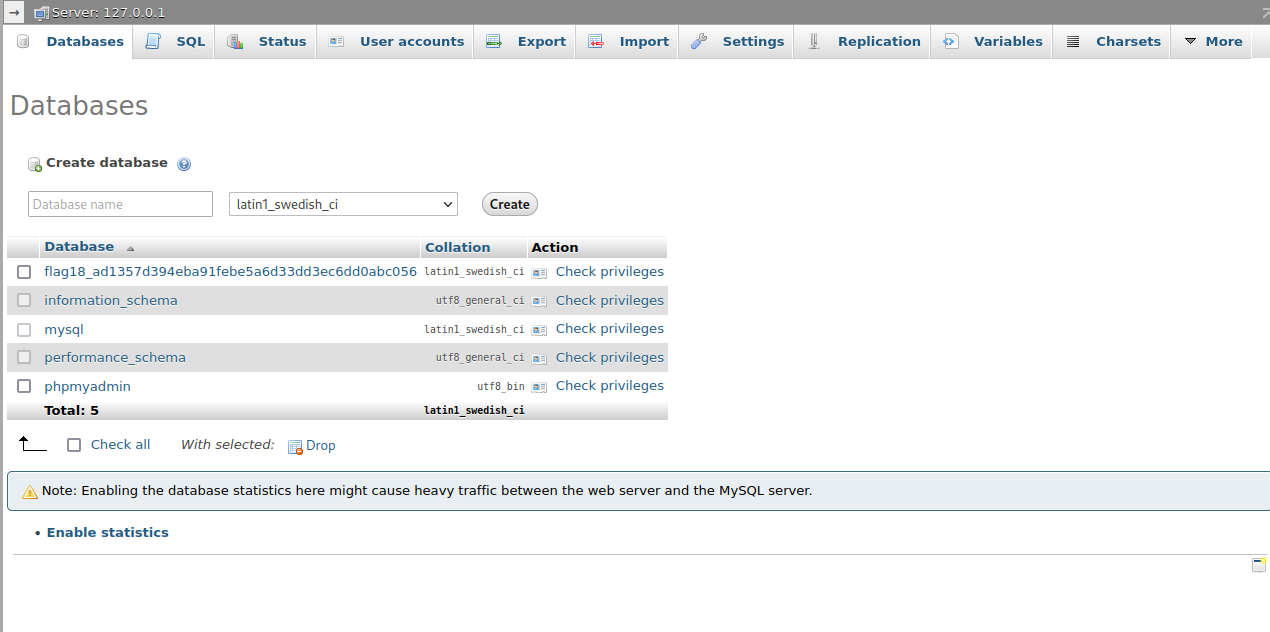 Server: 127.0.0.1
Databases SQL Status User accounts Export Import Settings Replication Variables Charsets More
Databases
Create database
Database name latin1_swedish_ci Create
Database Collation Action
flag18_ad1357d394eba91febe5a6d33dd3ec6dd0abc056 latin1_swedish_ci Check privileges
information_schema utf8_general_ci Check privileges
mysql latin1_swedish_ci Check privileges
performance_schema utf8_general_ci Check privileges
phpmyadmin utf8_bin Check privileges
Total: 5 latin1_swedish_ci
Check all With selected: Drop
Note: Enabling the database statistics here might cause heavy traffic between the web server and the MySQL server.
• Enable statistics